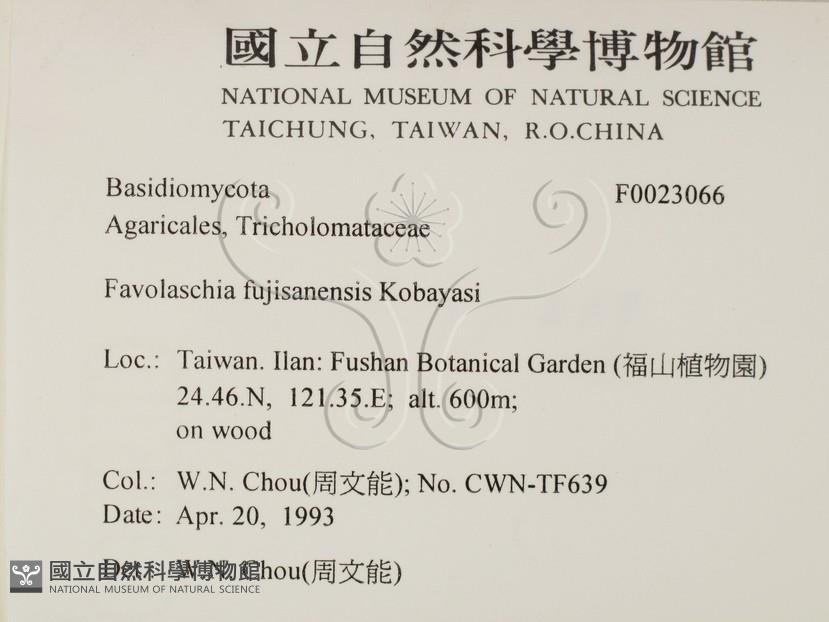 國立自然科學博物館
NATIONAL MUSEUM OF NATURAL SCIENCE
TAICHUNG, TAIWAN, R.O.CHINA
Basidiomycota F0023066
Agaricales, Tricholomataceae
Favolaschia fujisanensis Kobayasi
Loc.: Taiwan. Ilan: Fushan Botanical Garden (福山植物園)
24.46.N, 121.35.E; alt. 600m;
on wood
Col.: W.N. Chou(周文能); No. CWN-TF639
Date: Apr. 20, 1993
Det.: W.N. Chou(周文能)
國立自然科學博物館
NATIONAL MUSEUM OF NATURAL SCIENCE